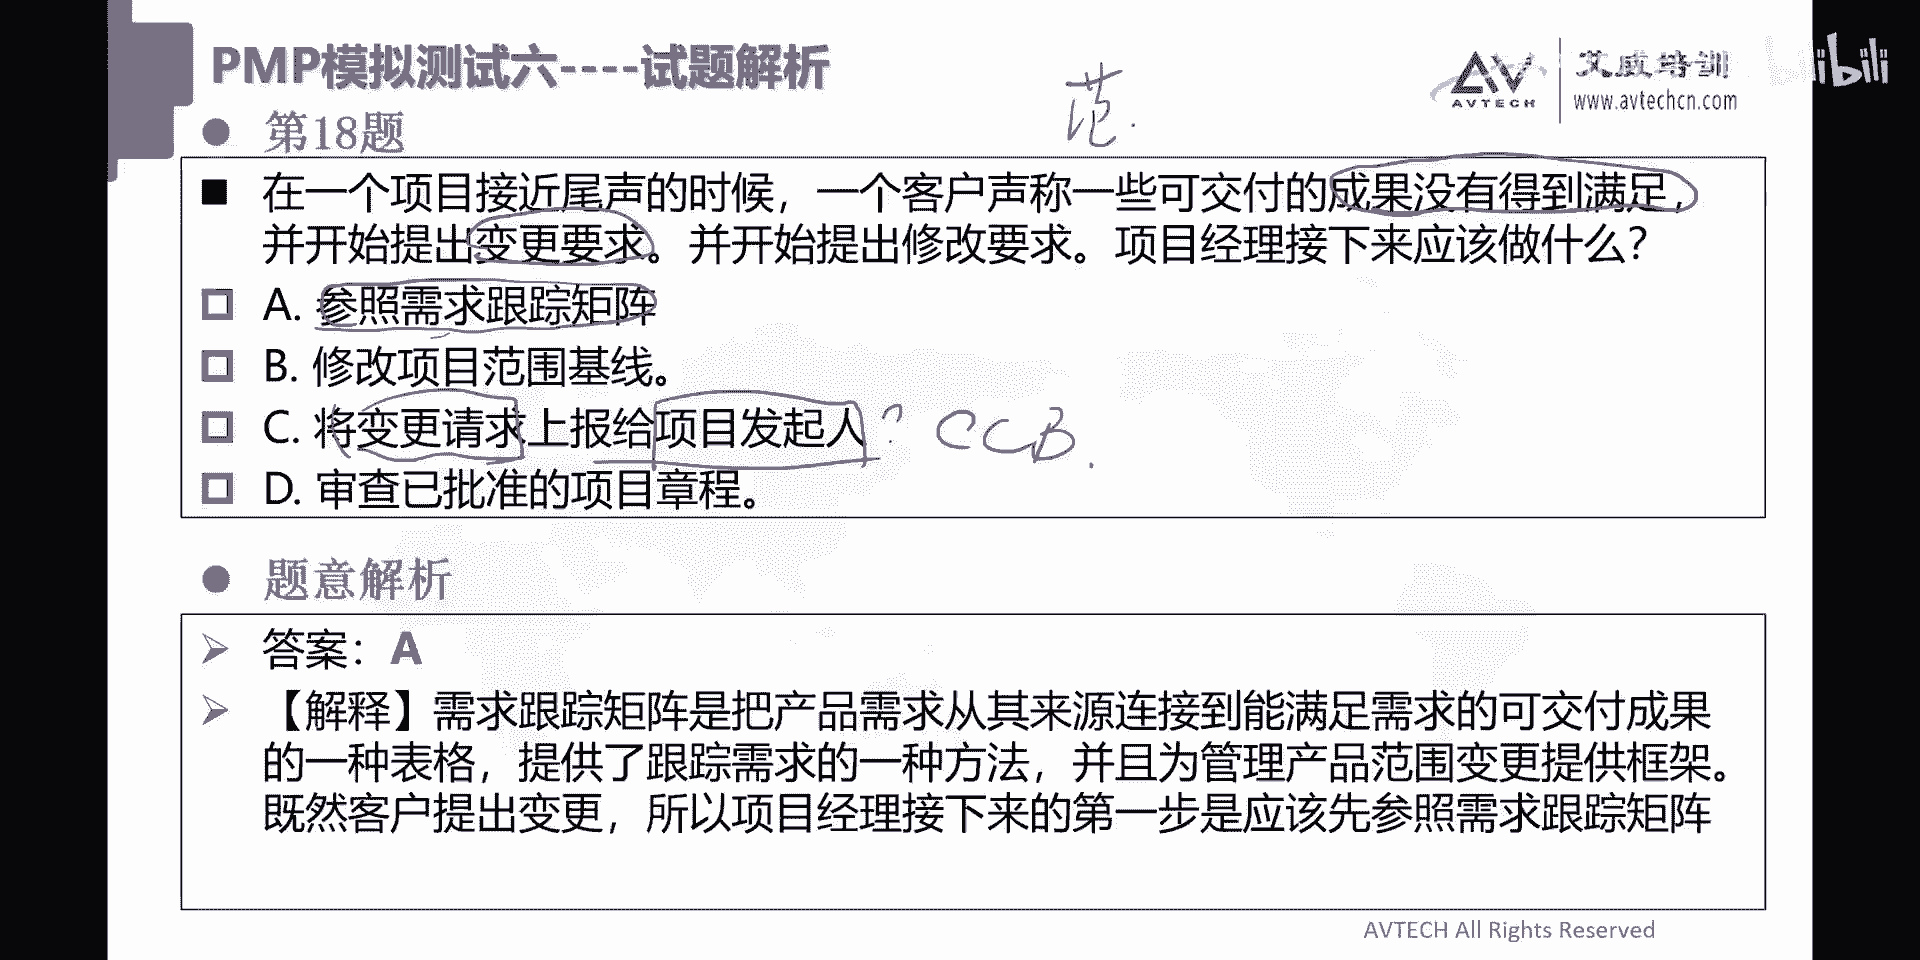 PMP模拟测试六----试题解析
范.
AVTECH
艾威培训
www.avtechcn.com
bilibili
第18题
在一个项目接近尾声的时候，一个客户声称一些可交付的成果没有得到满足，
并开始提出变更要求。并开始提出修改要求。项目经理接下来应该做什么？
A. 参照需求跟踪矩阵
B. 修改项目范围基线。
C. 将变更请求上报给项目发起人 ? CCB.
D. 审查已批准的项目章程。
题意解析
答案：A
【解释】需求跟踪矩阵是把产品需求从其来源连接到能满足需求的可交付成果
的一种表格，提供了跟踪需求的一种方法，并且为管理产品范围变更提供框架。
既然客户提出变更，所以项目经理接下来的第一步是应该先参照需求跟踪矩阵
AVTECH All Rights Reserved